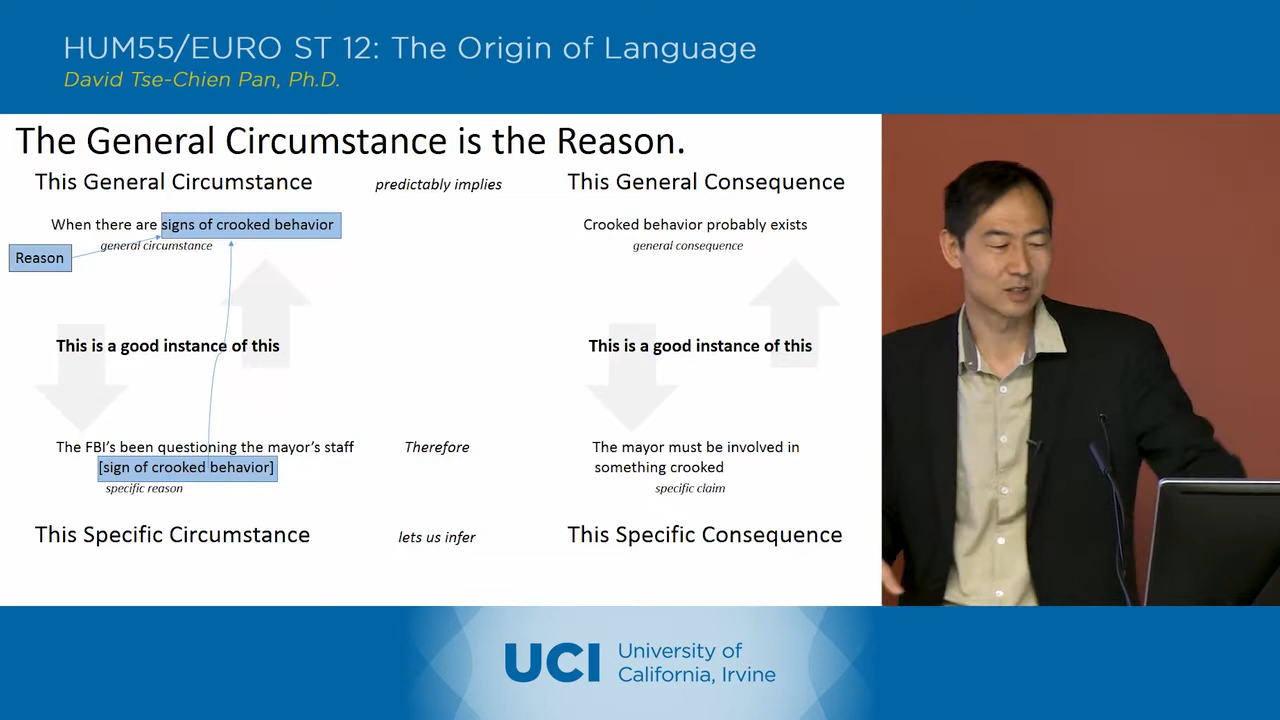 HUM55/EURO ST 12: The Origin of Language
David Tse-Chien Pan, Ph.D.
The General Circumstance is the Reason.
This General Circumstance
predictably implies
This General Consequence
When there are signs of crooked behavior
general circumstance
Reason
Crooked behavior probably exists
general consequence
This is a good instance of this
This is a good instance of this
The FBI's been questioning the mayor's staff
[sign of crooked behavior]
specific reason
Therefore
The mayor must be involved in
something crooked
specific claim
This Specific Circumstance
lets us infer
This Specific Consequence
UCI
University of
California, Irvine